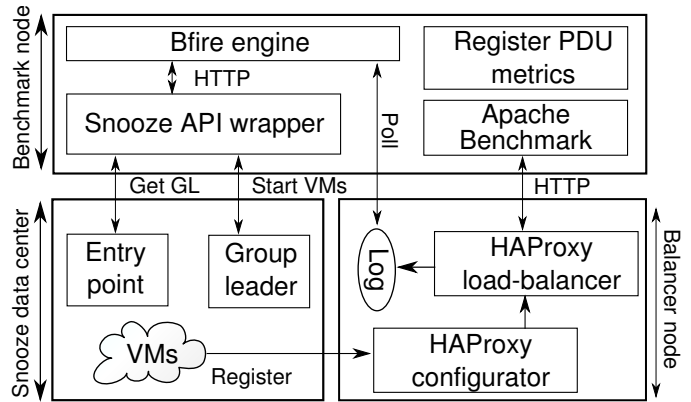 Benchmark node
Bfire engine
Register PDU
metrics
HTTP
Snooze API wrapper
Poll
Apache
Benchmark
Get GL
Start VMs
HTTP
Snooze data center
Entry
point
Group
leader
Log
HAProxy
load-balancer
Balancer node
VMs
Register
HAProxy
configurator